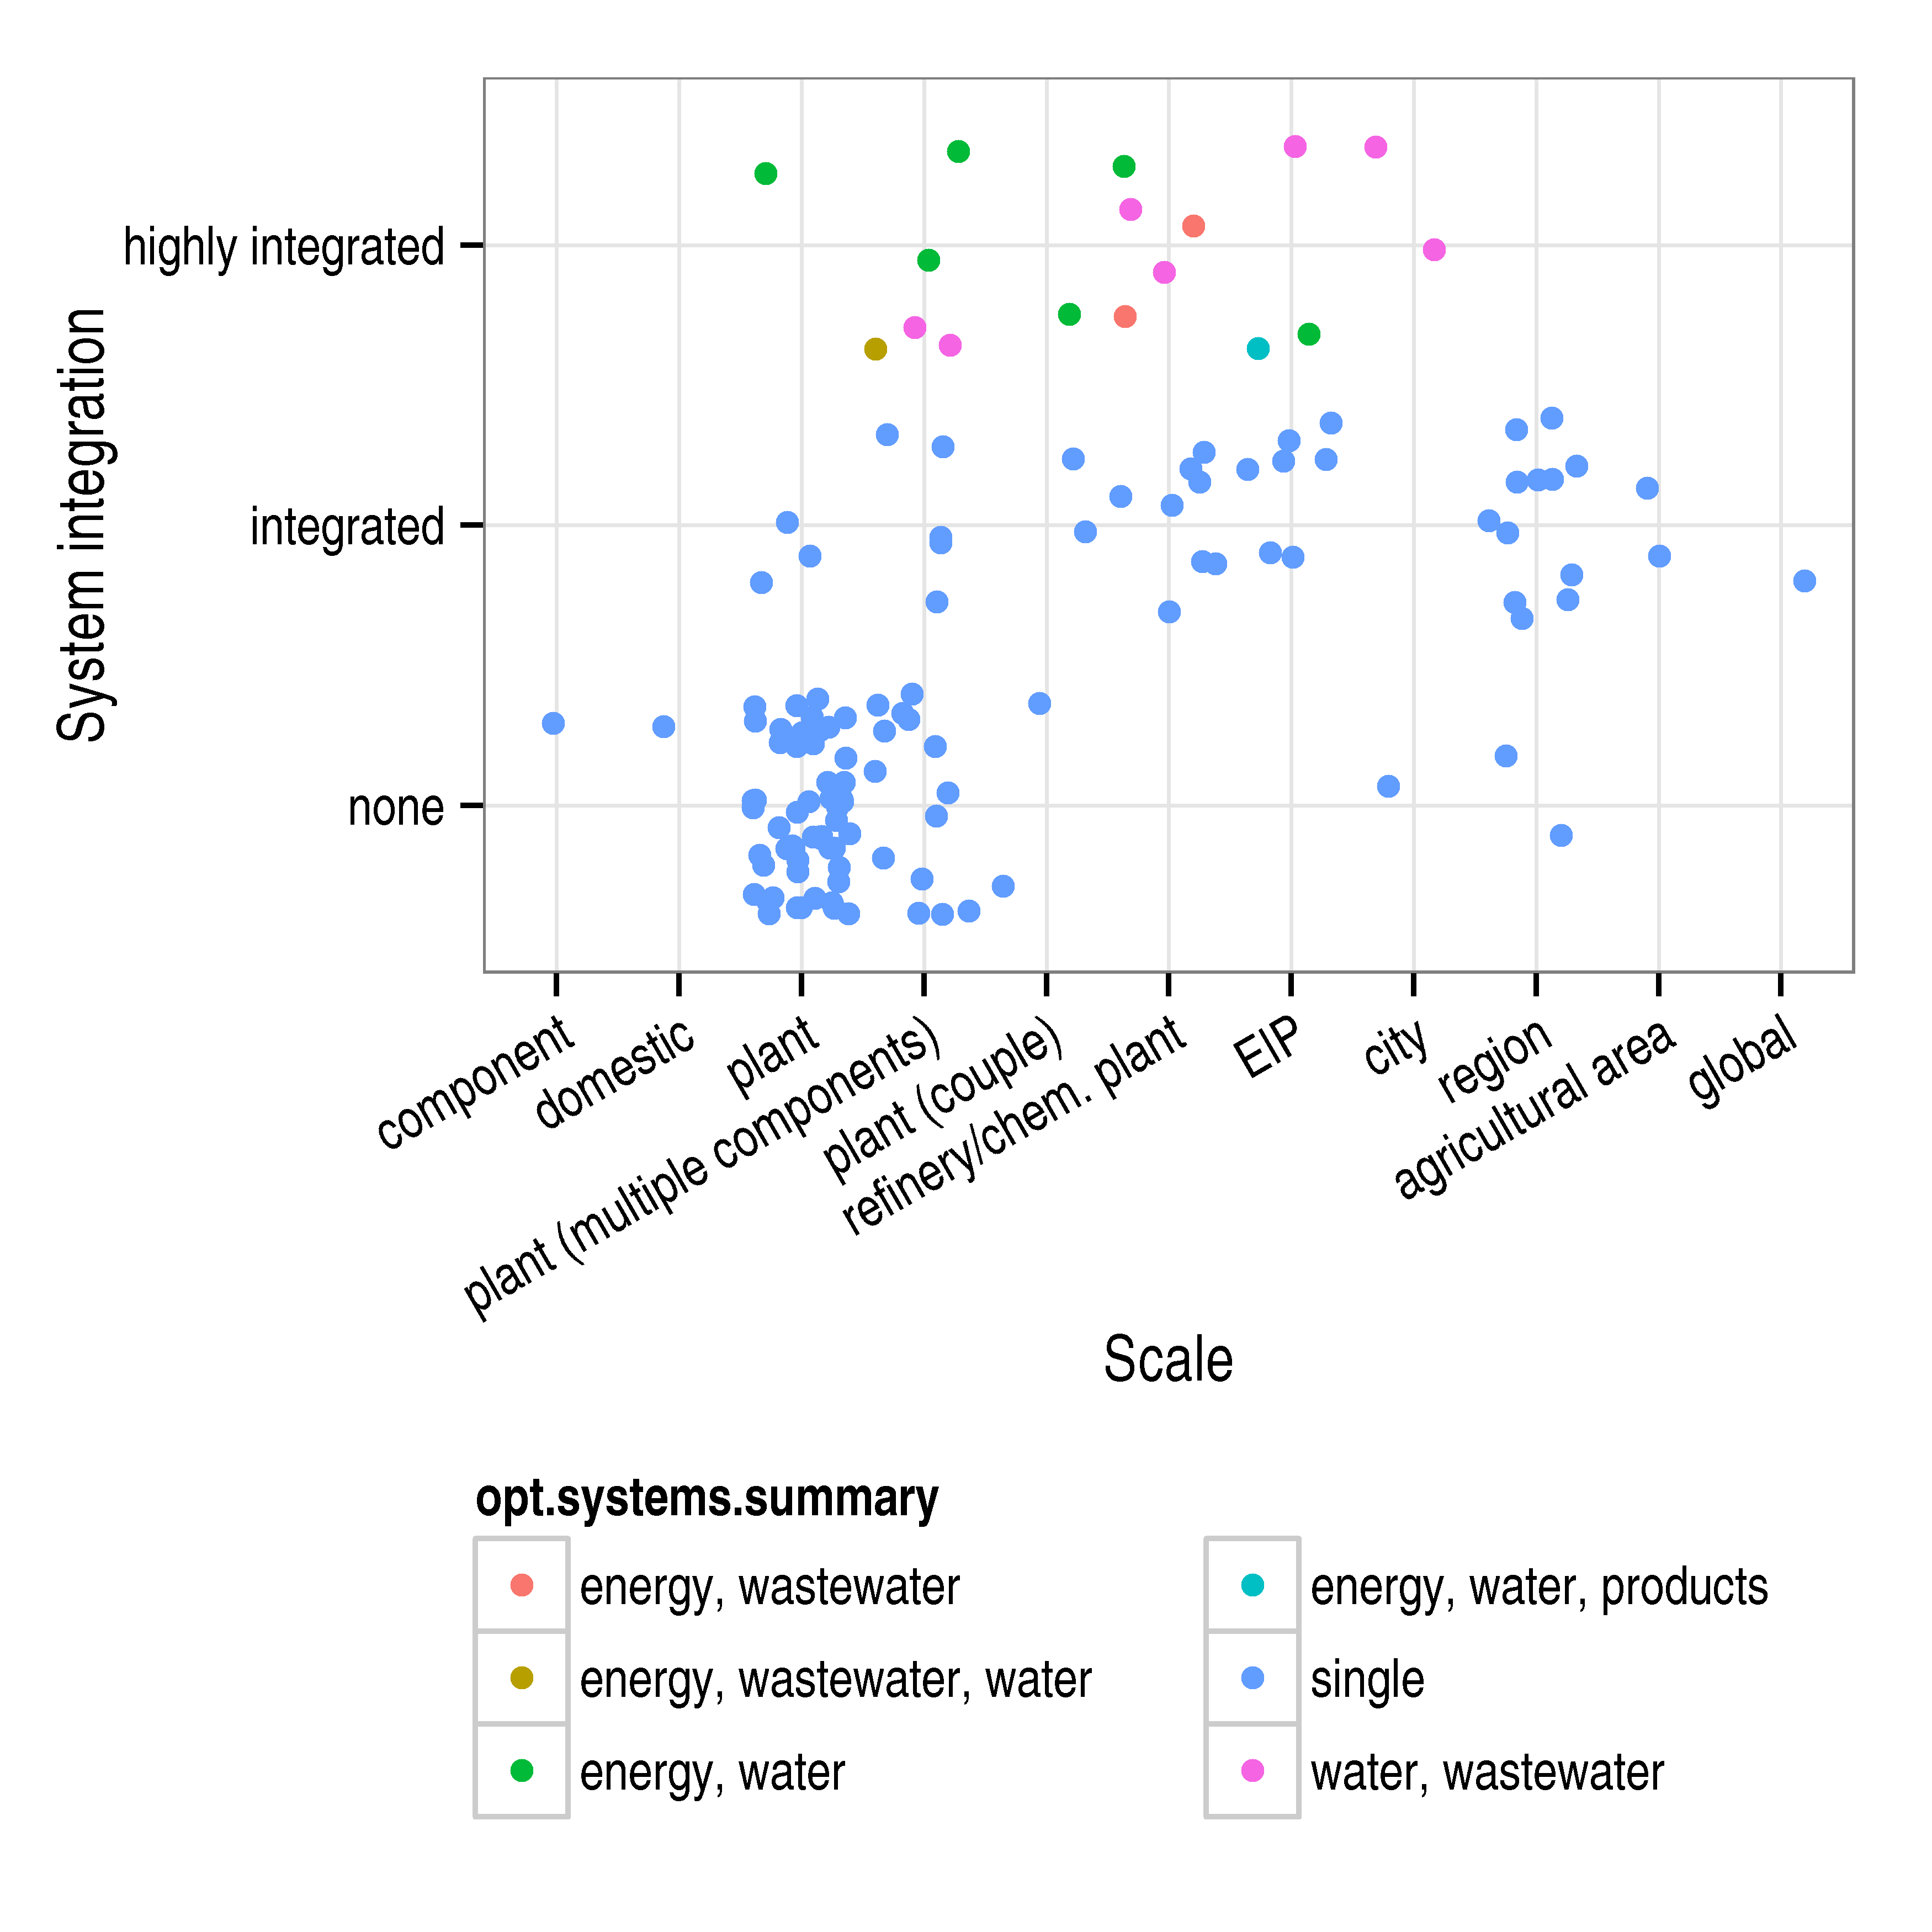 System integration
highly integrated
integrated
none
component
domestic
plant
plant (multiple components)
plant (couple)
refinery/chem. plant
EIP
city
region
agricultural area
global
Scale
opt.systems.summary
energy, wastewater
energy, wastewater, water
energy, water
energy, water, products
single
water, wastewater